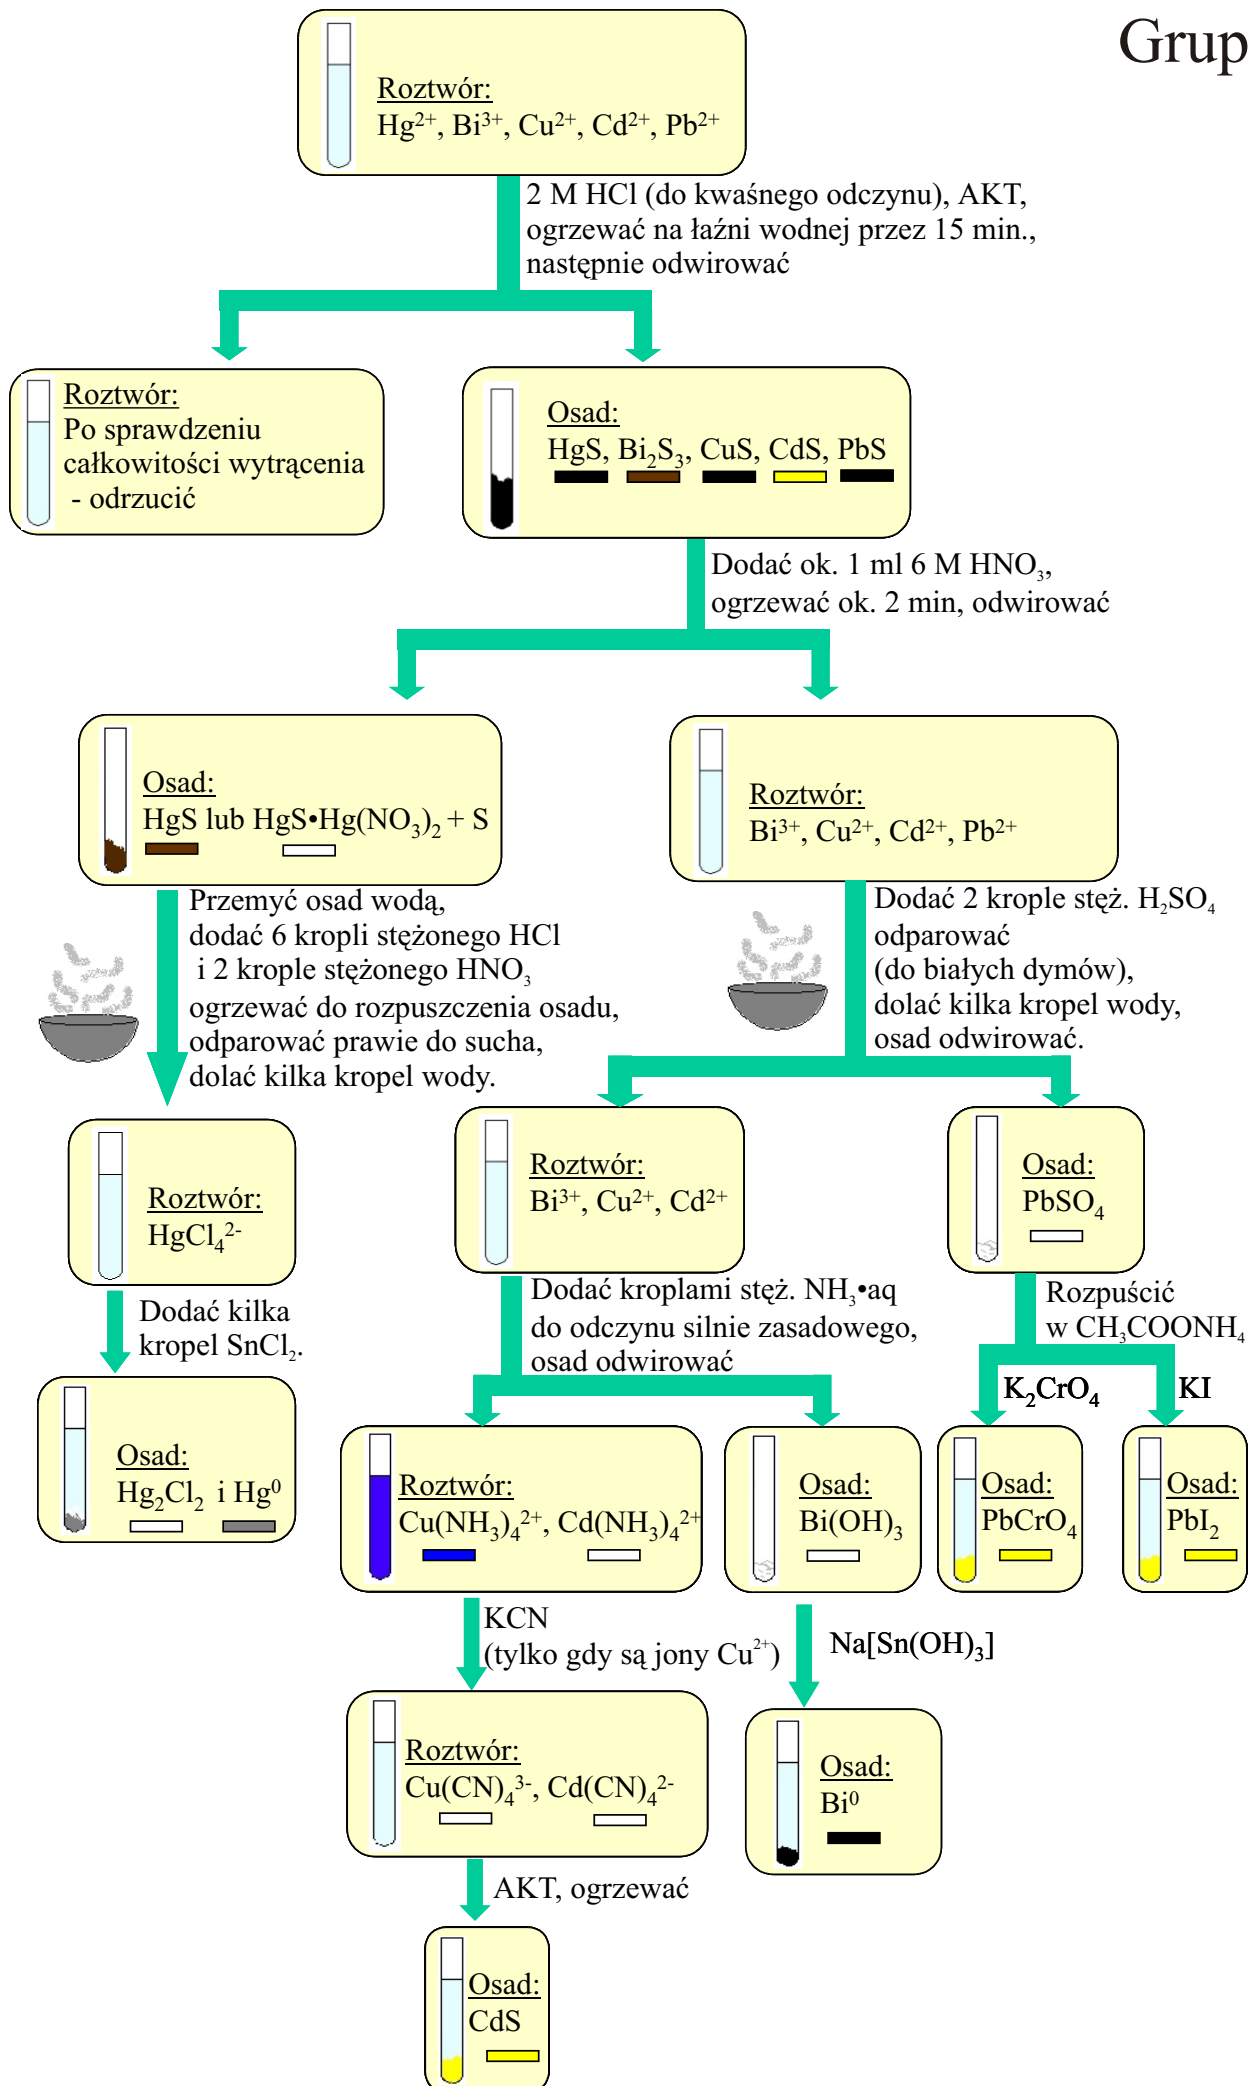 Grup
Roztwór:
Hg²⁺, Bi³⁺, Cu²⁺, Cd²⁺, Pb²⁺
2 M HCl (do kwaśnego odczynu), AKT,
ogrzewać na łaźni wodnej przez 15 min.,
następnie odwirować
Roztwór:
Po sprawdzeniu
całkowitości wytrącenia
- odrzucić
Osad:
HgS, Bi₂S₃, CuS, CdS, PbS
Dodać ok. 1 ml 6 M HNO₃,
ogrzewać ok. 2 min, odwirować
Osad:
HgS lub HgS•Hg(NO₃)₂ + S
Roztwór:
Bi³⁺, Cu²⁺, Cd²⁺, Pb²⁺
Przemyć osad wodą,
dodać 6 kropli stężonego HCl
i 2 krople stężonego HNO₃
ogrzewać do rozpuszczenia osadu,
odparować prawie do sucha,
dolać kilka kropel wody.
Dodać 2 krople stęż. H₂SO₄
odparować
(do białych dymów),
dolać kilka kropel wody,
osad odwirować.
Roztwór:
HgCl₄²⁻
Roztwór:
Bi³⁺, Cu²⁺, Cd²⁺
Osad:
PbSO₄
Dodać kilka
kropel SnCl₂.
Dodać kroplami stęż. NH₃•aq
do odczynu silnie zasadowego,
osad odwirować
Rozpuścić
w CH₃COONH₄
K₂CrO₄
KI
Osad:
Hg₂Cl₂ i Hg⁰
Roztwór:
Cu(NH₃)₄²⁺, Cd(NH₃)₄²⁺
Osad:
Bi(OH)₃
Osad:
PbCrO₄
Osad:
PbI₂
KCN
(tylko gdy są jony Cu²⁺)
Na[Sn(OH)₃]
Roztwór:
Cu(CN)₄³⁻, Cd(CN)₄²⁻
Osad:
Bi⁰
AKT, ogrzewać
Osad:
CdS